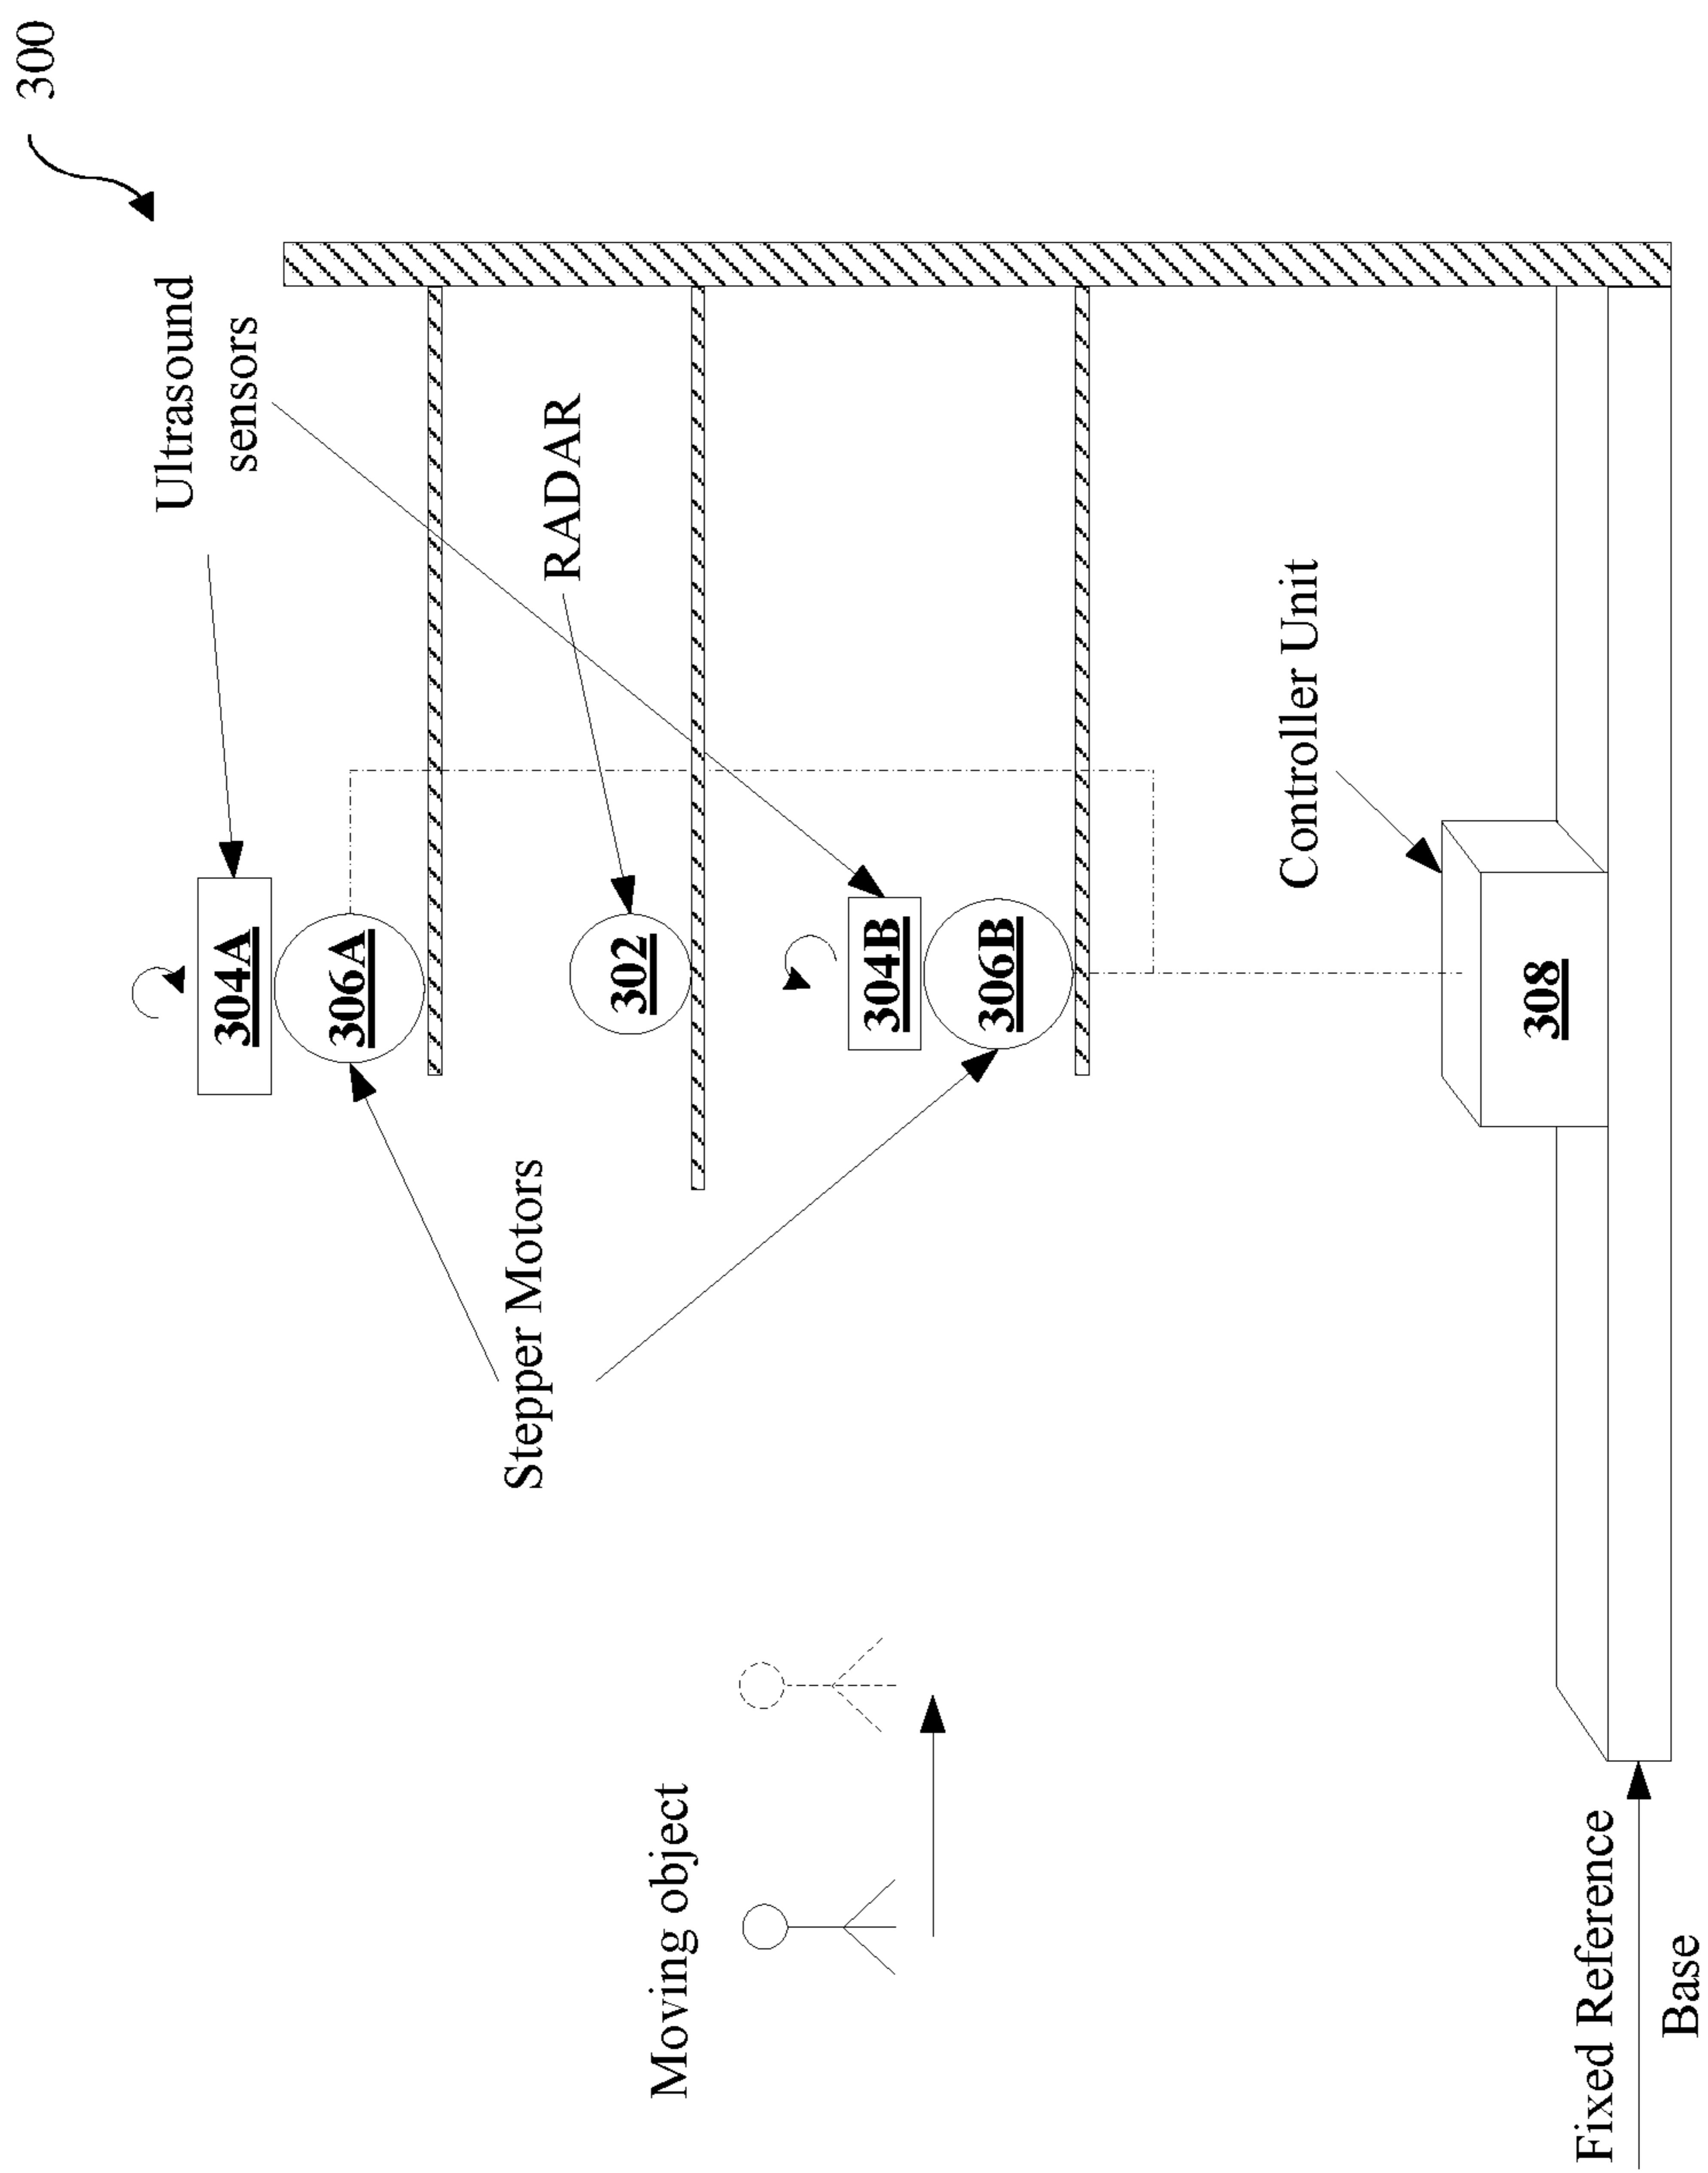 300
Ultrasound
sensors
RADAR
304A
306A
302
304B
306B
Stepper Motors
Controller Unit
308
Moving object
Fixed Reference
Base